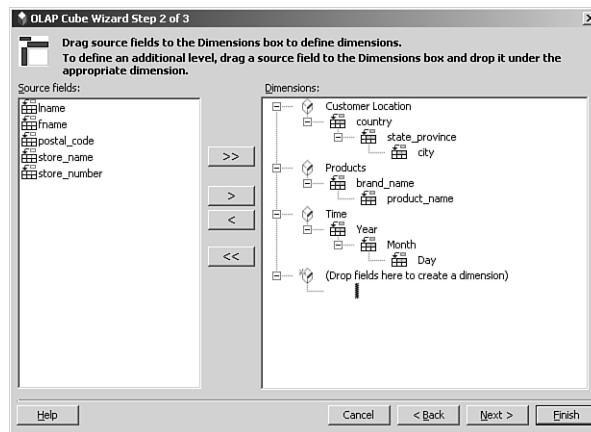 OLAP Cube Wizard Step 2 of 3
Drag source fields to the Dimensions box to define dimensions.
To define an additional level, drag a source field to the Dimensions box and drop it under the
appropriate dimension.
Source fields:
lname
fname
postal_code
store_name
store_number
>>
>
<
<<
Dimensions:
Customer Location
country
state_province
city
Products
brand_name
product_name
Time
Year
Month
Day
(Drop fields here to create a dimension)
Help
Cancel
< Back
Next >
Finish